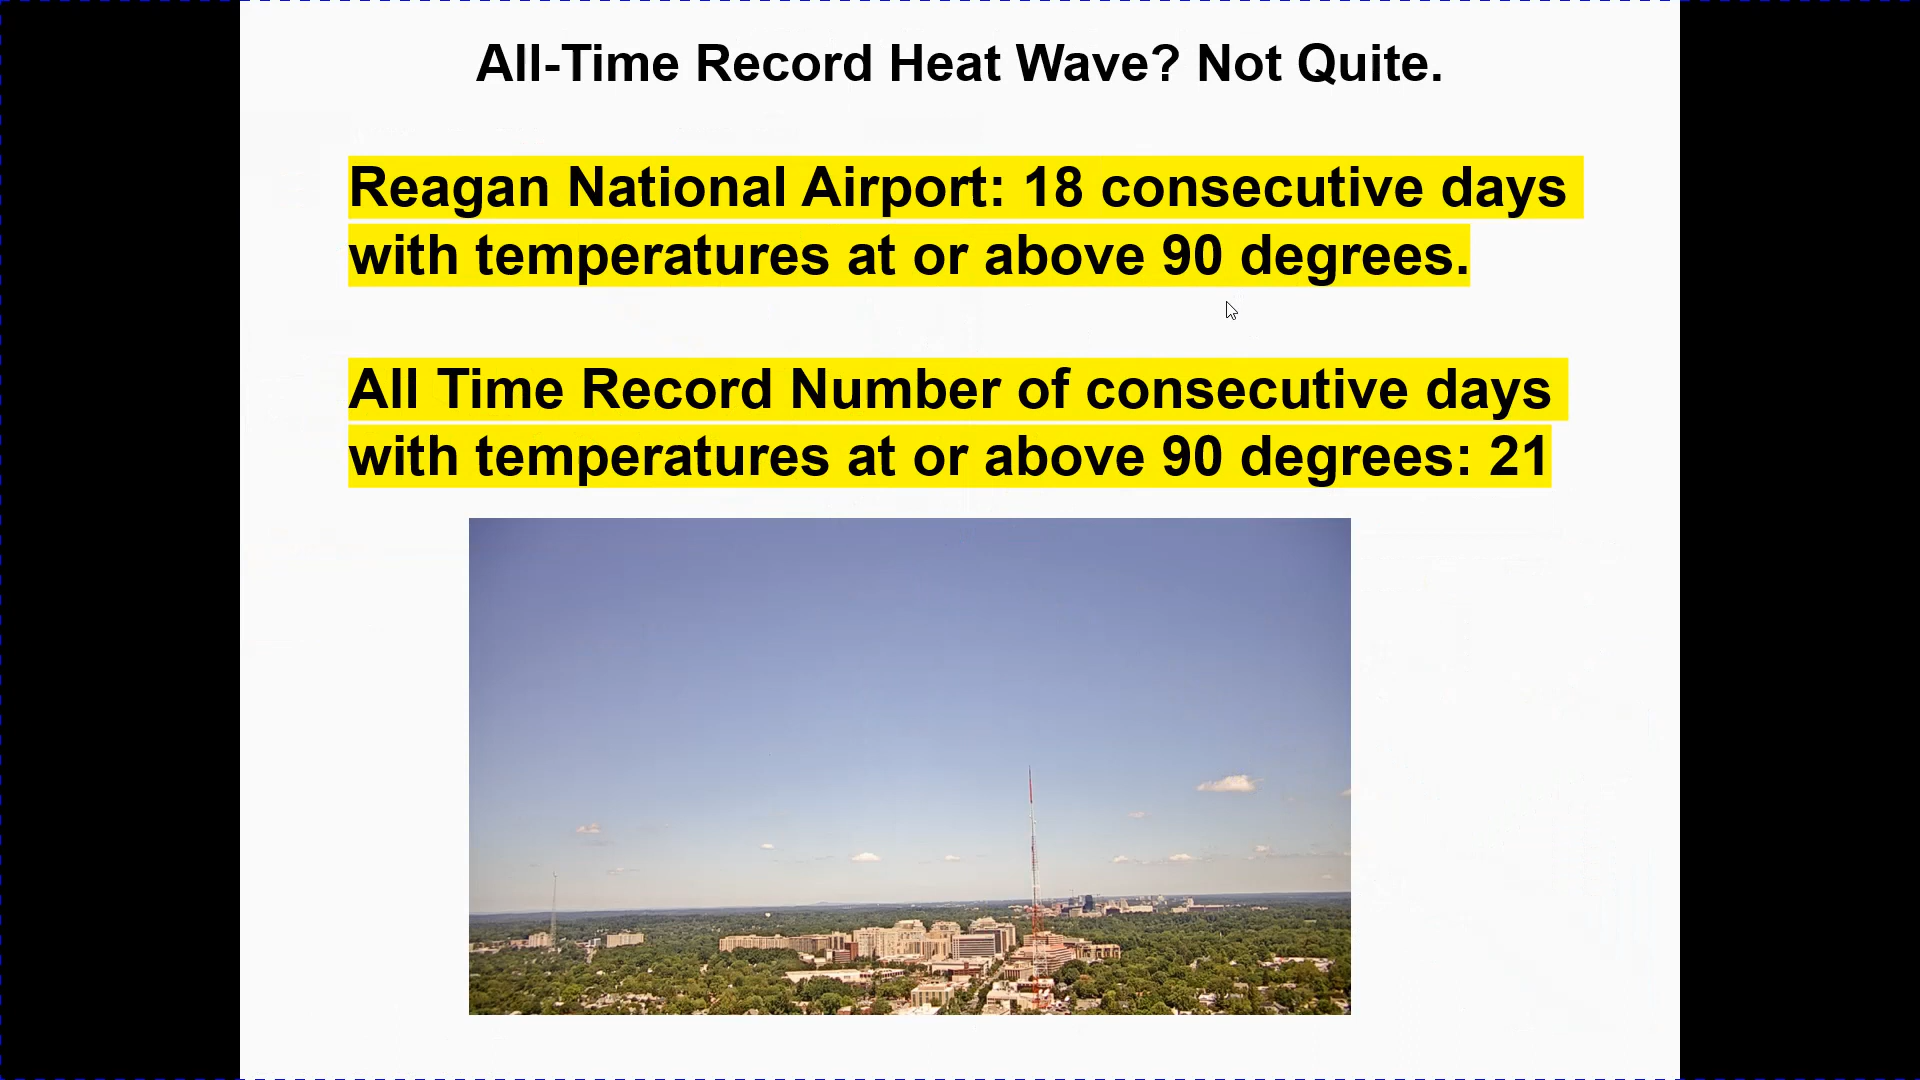 All-Time Record Heat Wave? Not Quite.
Reagan National Airport: 18 consecutive days
with temperatures at or above 90 degrees.
All Time Record Number of consecutive days
with temperatures at or above 90 degrees: 21